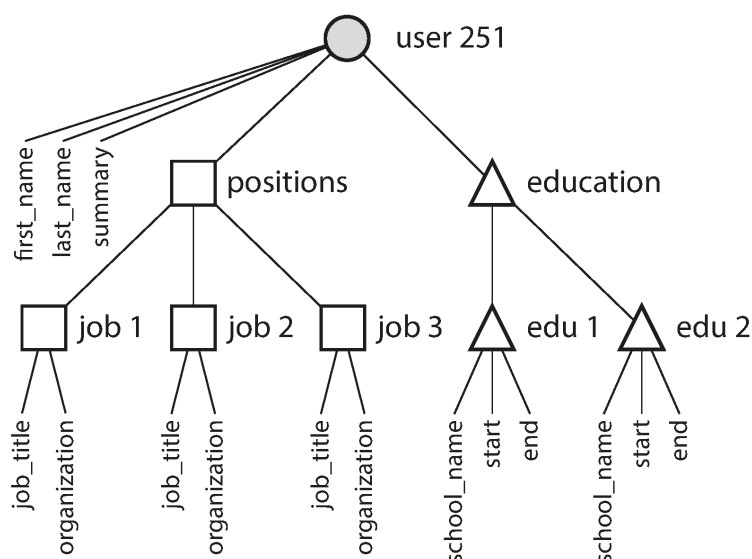 user 251
first_name
last_name
summary
positions
education
job 1
job 2
job 3
edu 1
edu 2
job_title
organization
job_title
organization
job_title
organization
school_name
start
end
school_name
start
end